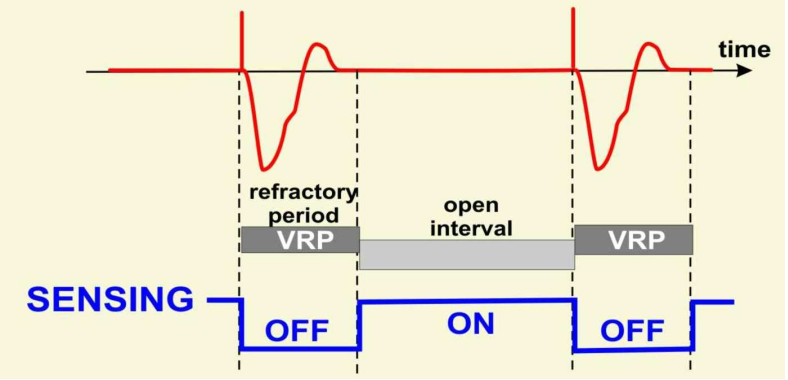 time
refractory
period
open
interval
VRP
VRP
SENSING
OFF
ON
OFF